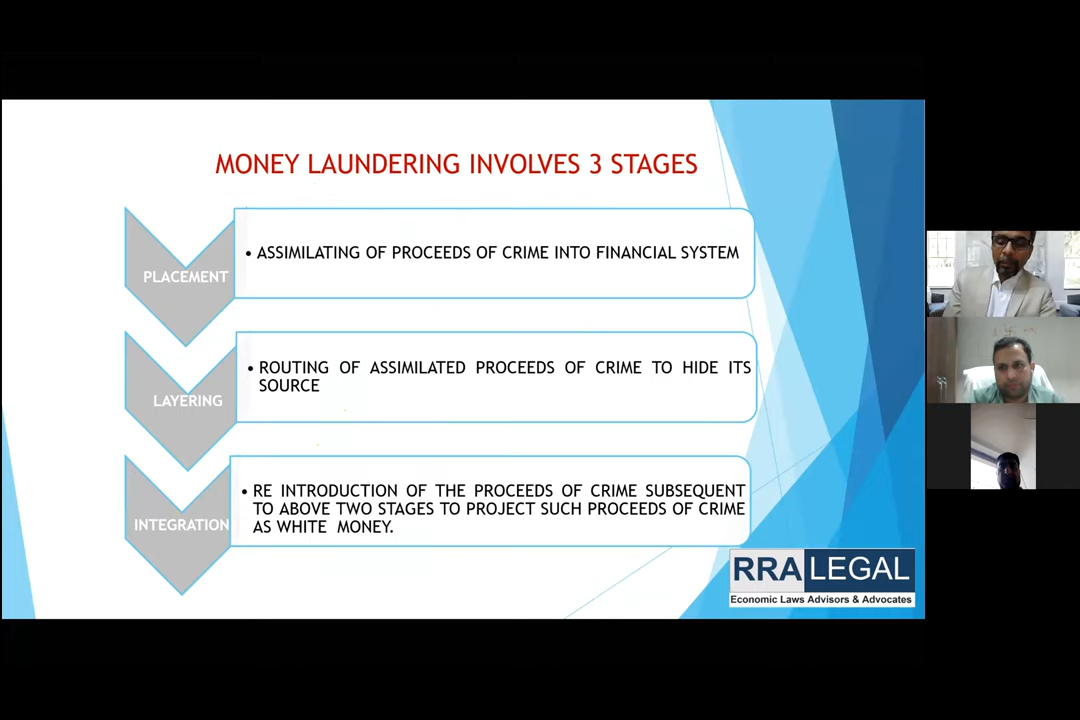 MONEY LAUNDERING INVOLVES 3 STAGES
PLACEMENT
• ASSIMILATING OF PROCEEDS OF CRIME INTO FINANCIAL SYSTEM
LAYERING
• ROUTING OF ASSIMILATED PROCEEDS OF CRIME TO HIDE ITS
SOURCE
INTEGRATION
• RE INTRODUCTION OF THE PROCEEDS OF CRIME SUBSEQUENT
TO ABOVE TWO STAGES TO PROJECT SUCH PROCEEDS OF CRIME
AS WHITE MONEY.
RRA LEGAL
Economic Laws Advisors & Advocates